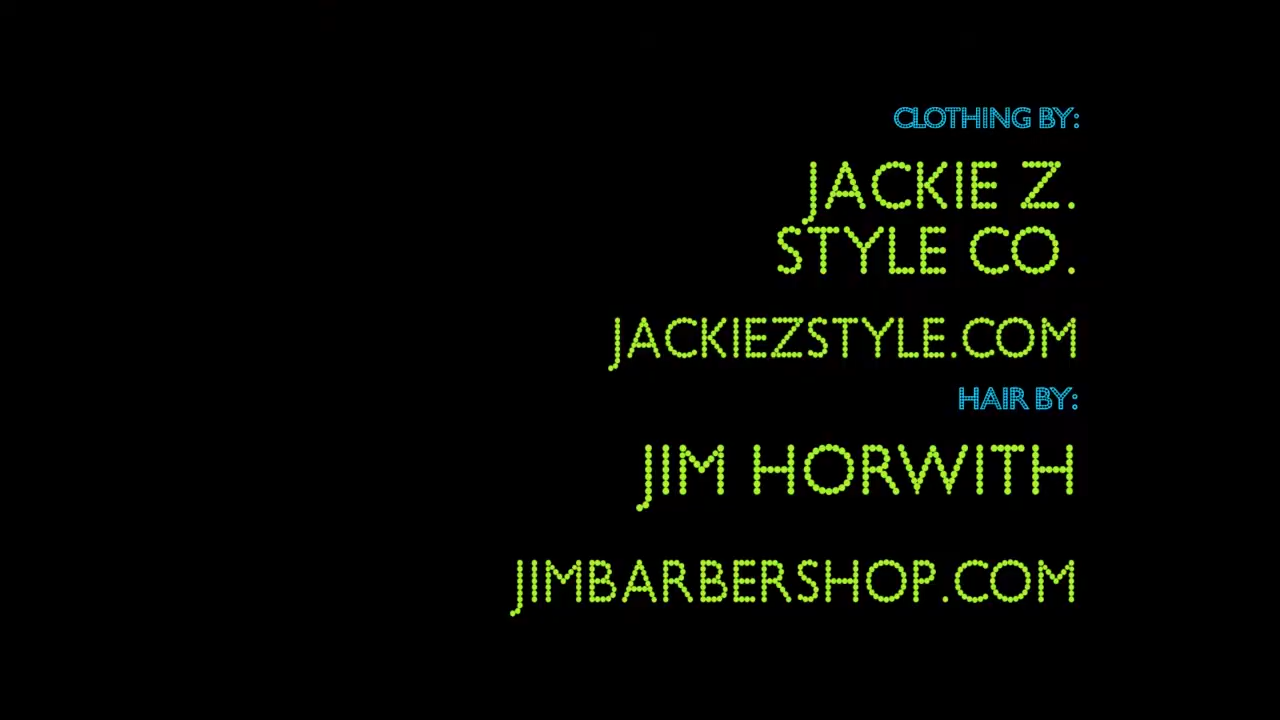 CLOTHING BY:
JACKIE Z.
STYLE CO.
JACKIEZSTYLE.COM
HAIR BY:
JIM HORWITH
JIMBARBERSHOP.COM